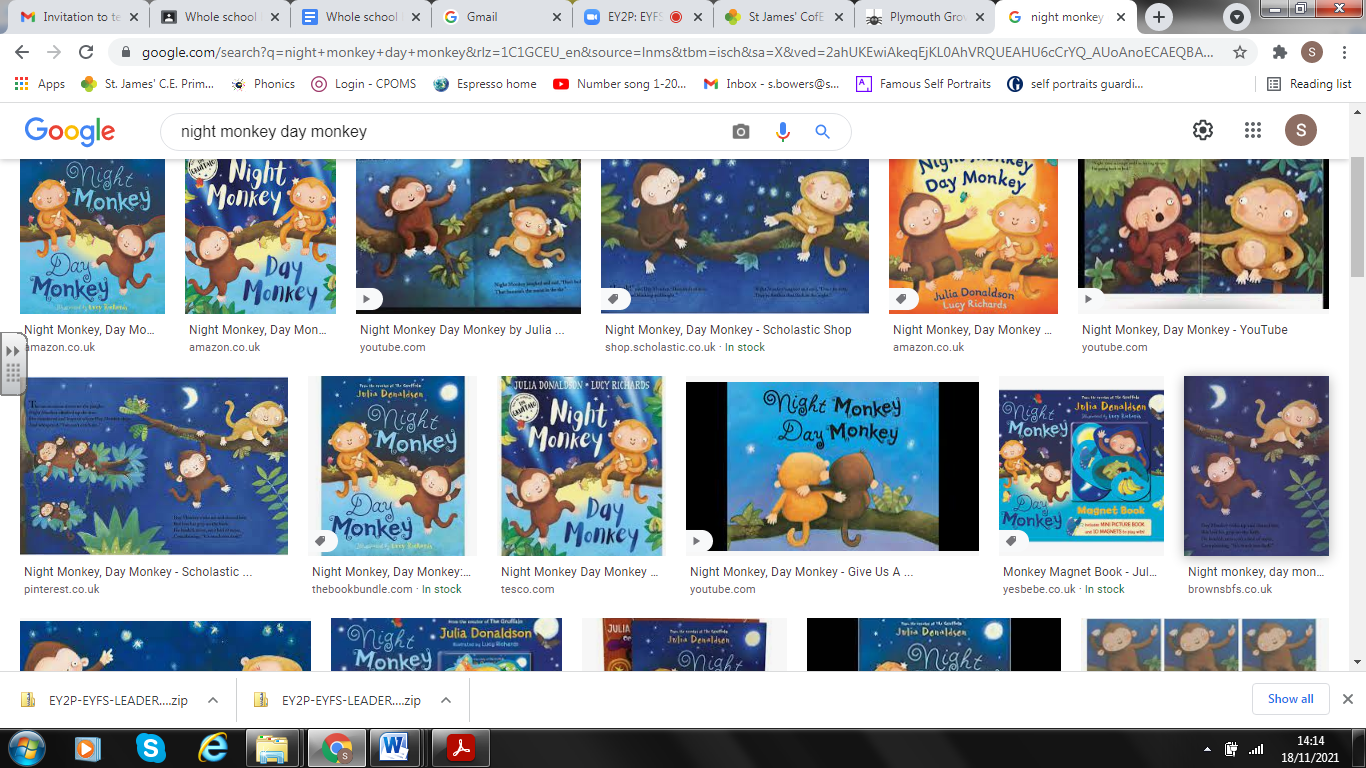 Invitation to te
Whole school
Whole school
Gmail
EY2P: EYFS
St James' CofE
Plymouth Gro
night monkey
google.com/search?q=night+monkey+day+monkey&rlz=1C1GCEU_en&source=lnms&tbm=isch&sa=X&ved=2ahUKEwiAkeqEjKL0AhVRQUEAHU6cCrYQ_AUoAnoECAEQBA...
S
Apps
St. James' C.E. Prim...
Phonics
Login - CPOMS
Espresso home
Number song 1-20...
Inbox - s.bowers@s...
Famous Self Portraits
self portraits guardi...
Reading list
Google
night monkey day monkey
S
Night Monkey
Day Monkey
Night Monkey
Day Monkey
Night Monkey
Day Monkey
Julia Donaldson
Lucy Richards
Night Monkey, Day Mo...
amazon.co.uk
Night Monkey, Day Mon...
amazon.co.uk
Night Monkey Day Monkey by Julia ...
youtube.com
Night Monkey, Day Monkey - Scholastic Shop
shop.scholastic.co.uk · In stock
Night Monkey, Day Monkey ...
amazon.co.uk
Night Monkey, Day Monkey - YouTube
youtube.com
Julia Donaldson
Night Monkey
Day Monkey
JULIA DONALDSON · LUCY RICHARDS
Night Monkey
Day Monkey
Night Monkey
Day Monkey
Julia Donaldson
Night Monkey
Day Monkey
Magnet Book
Night Monkey, Day Monkey - Scholastic ...
pinterest.co.uk
Night Monkey, Day Monkey:...
thebookbundle.com · In stock
Night Monkey Day Monkey ...
tesco.com
Night Monkey, Day Monkey - Give Us A ...
youtube.com
Monkey Magnet Book - Jul...
yesbebe.co.uk · In stock
Night monkey, day mon...
brownsbfs.co.uk
Julia Donaldson
Night Monkey
Julia Donaldson
Night
Julia Donaldson
Night
EY2P-EYFS-LEADER....zip
EY2P-EYFS-LEADER....zip
Show all
14:14
18/11/2021